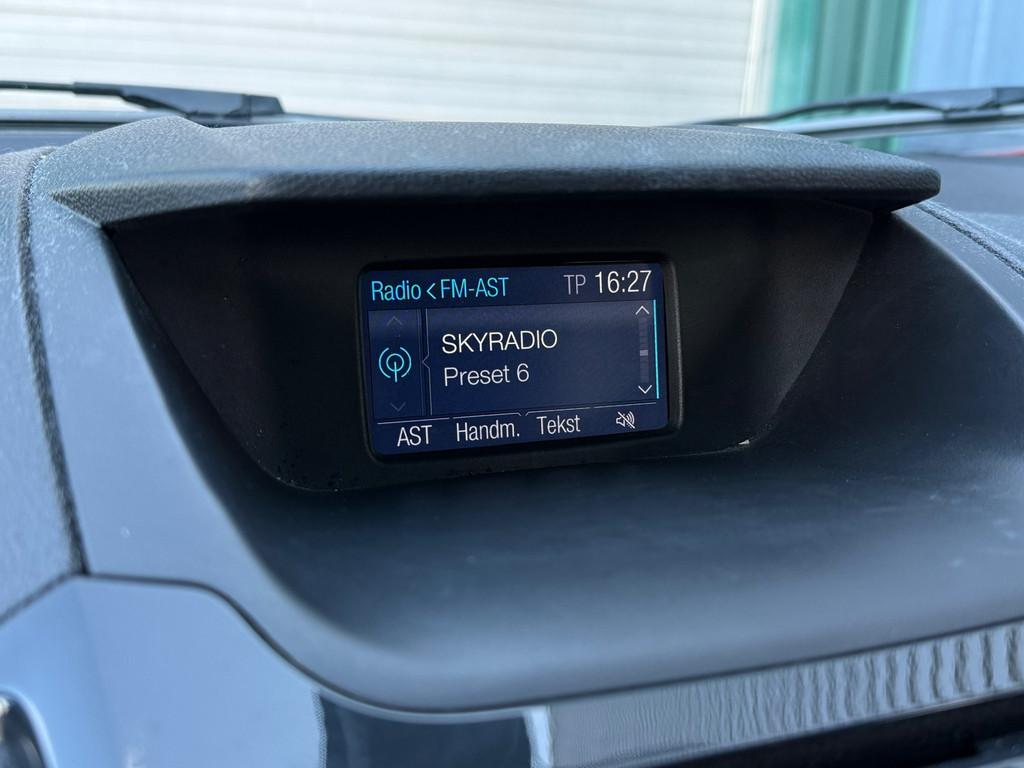 Radio < FM-AST TP 16:27
SKYRADIO
Preset 6
AST Handm. Tekst